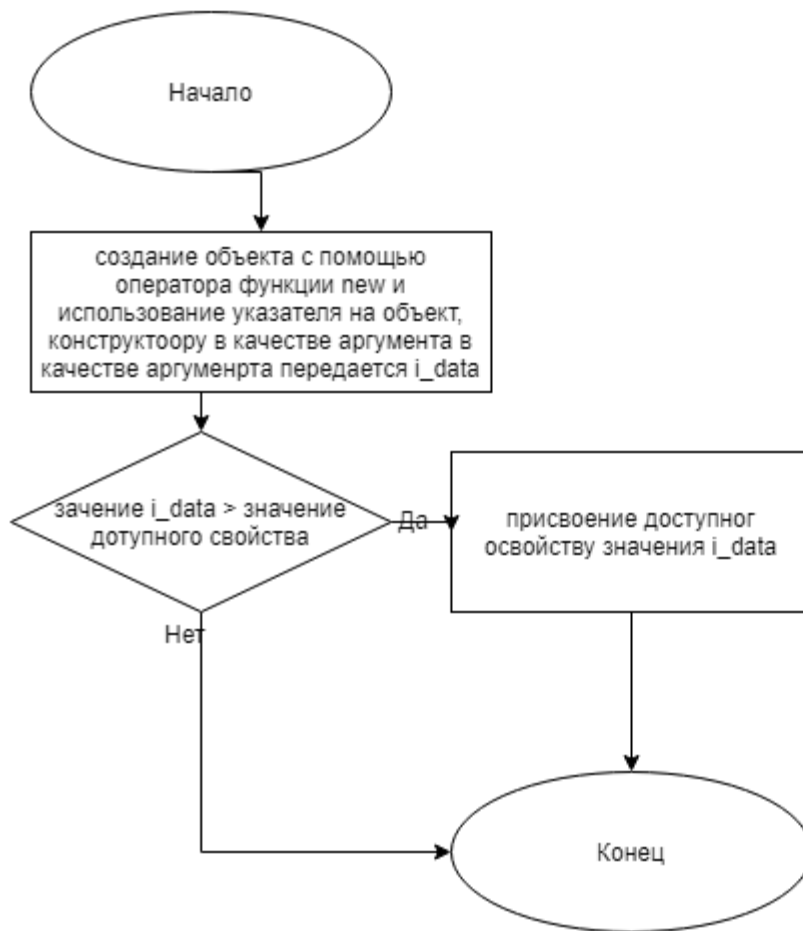 Начало
создание объекта с помощью
оператора функции new и
использование указателя на объект,
конструктоору в качестве аргумента в
качестве аргуменрта передается i_data
зачение i_data > значение
дотупного свойства
Да
присвоение доступног
освойству значения i_data
Нет
Конец